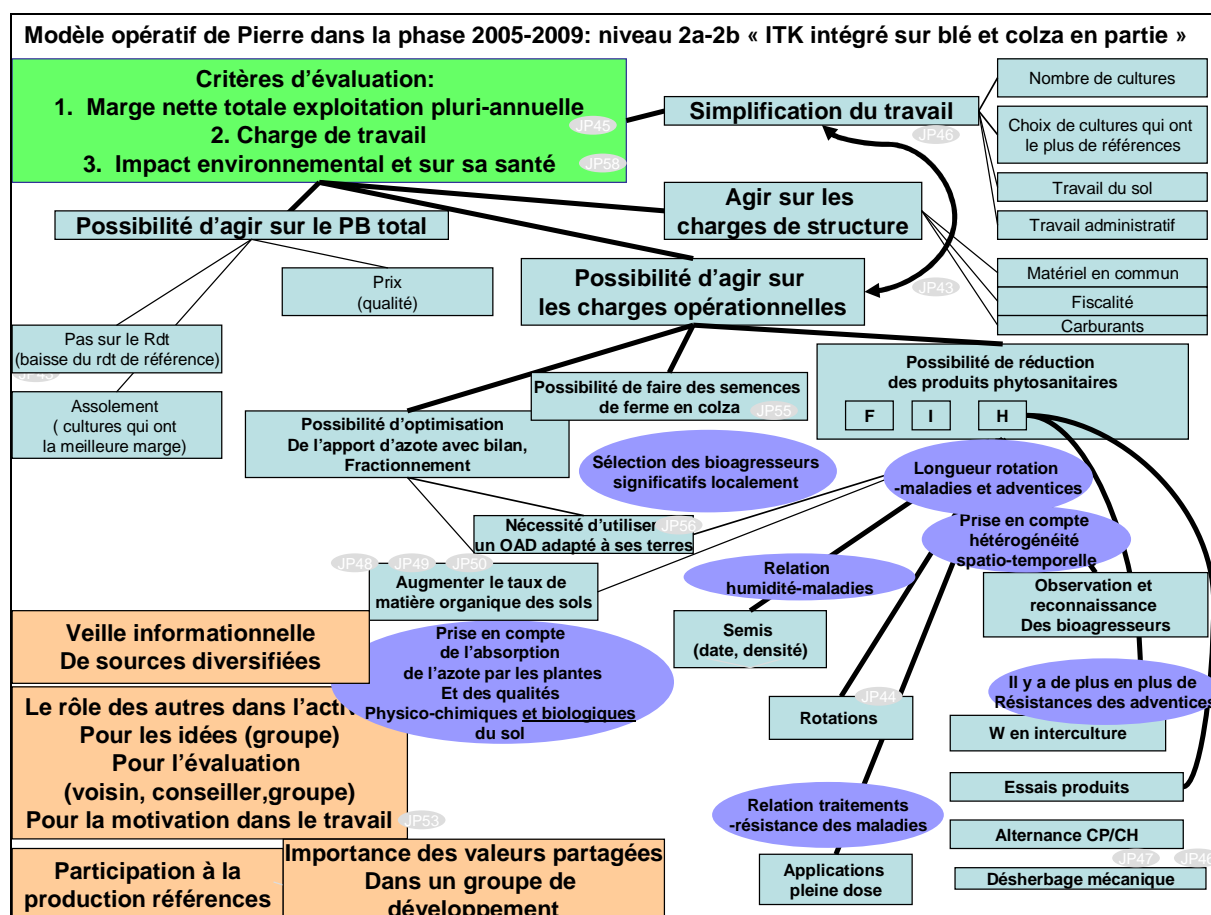 Modèle opératif de Pierre dans la phase 2005-2009: niveau 2a-2b « ITK intégré sur blé et colza en partie »
Critères d'évaluation:
1. Marge nette totale exploitation pluri-annuelle
2. Charge de travail
3. Impact environnemental et sur sa santé
JP45
JP58
Simplification du travail
JP46
Nombre de cultures
Choix de cultures qui ont
le plus de références
Travail du sol
Travail administratif
Possibilité d'agir sur le PB total
Agir sur les
charges de structure
Prix
(qualité)
Possibilité d'agir sur
les charges opérationnelles
JP43
Matériel en commun
Fiscalité
Carburants
Pas sur le Rdt
(baisse du rdt de référence)
Assolement
( cultures qui ont
la meilleure marge)
Possibilité de faire des semences
de ferme en colza
JP55
Possibilité de réduction
des produits phytosanitaires
F
I
H
Possibilité d'optimisation
De l'apport d'azote avec bilan,
Fractionnement
Sélection des bioagresseurs
significatifs localement
Longueur rotation
-maladies et adventices
Nécessité d'utiliser
un OAD adapté à ses terres
JP56
Prise en compte
hétérogénéité
spatio-temporelle
JP48
JP49
JP50
Augmenter le taux de
matière organique des sols
Relation
humidité-maladies
Observation et
reconnaissance
Des bioagresseurs
Veille informationnelle
De sources diversifiées
Prise en compte
de l'absorption
de l'azote par les plantes
Et des qualités
Physico-chimiques et biologiques
du sol
Semis
(date, densité)
Il y a de plus en plus de
Résistances des adventices
Le rôle des autres dans l'activ
Pour les idées (groupe)
Pour l'évaluation
(voisin, conseiller,groupe)
Pour la motivation dans le travail
JP53
JP44
Rotations
W en interculture
Essais produits
Relation traitements
-résistance des maladies
Alternance CP/CH
JP47
JP46
Applications
pleine dose
Désherbage mécanique
Participation à la
production références
Importance des valeurs partagées
Dans un groupe de
développement